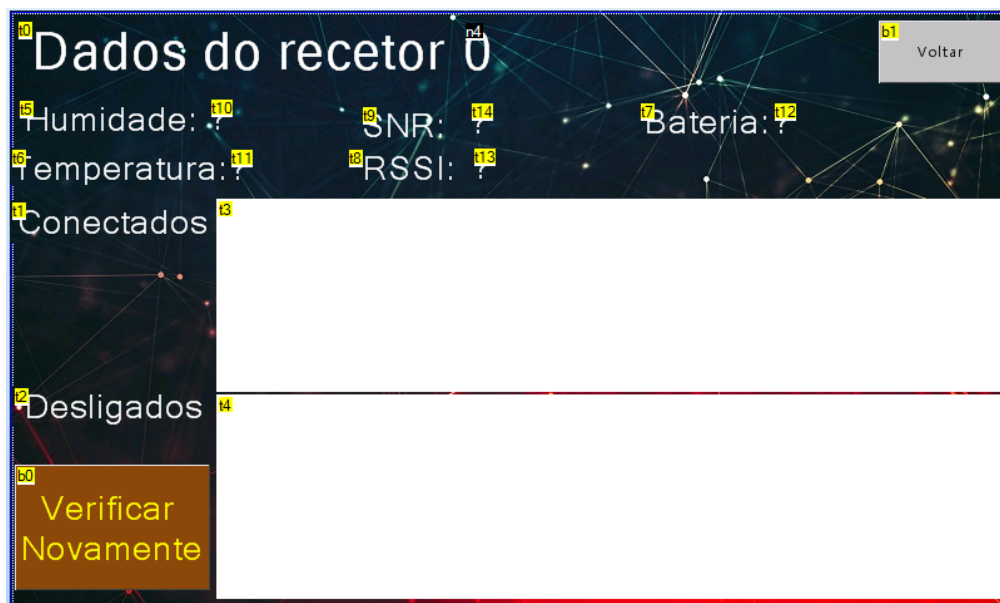 t0 Dados do recetor 0 n4
b1 Voltar
t5 Humidade: t10 ?
t9 SNR: t14 ?
t7 Bateria: t12 ?
t6 Temperatura: t11 ?
t8 RSSI: t13 ?
t1 Conectados
t3
t2 Desligados
t4
b0
Verificar
Novamente